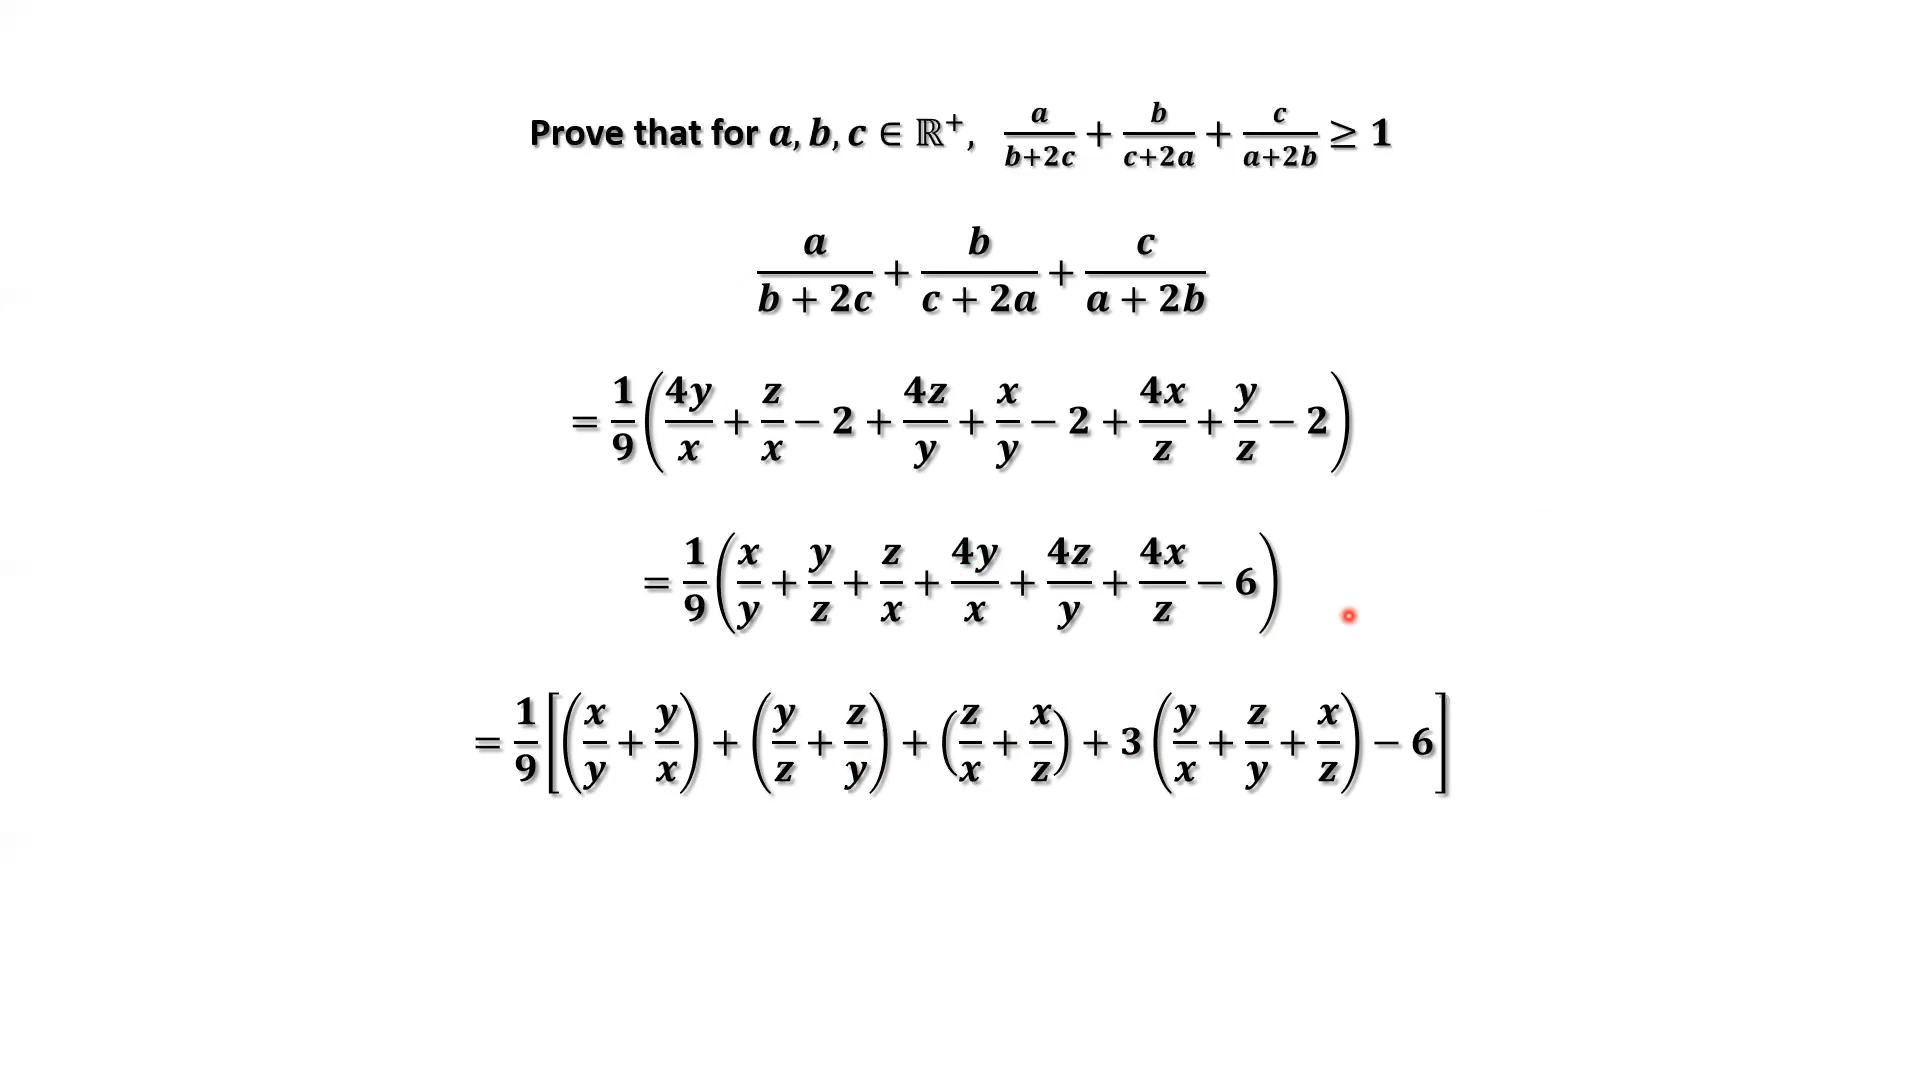 Prove that for a, b, c ∈ ℝ⁺, a/(b+2c) + b/(c+2a) + c/(a+2b) ≥ 1
a/(b + 2c) + b/(c + 2a) + c/(a + 2b)
= 1/9 (4y/x + z/x − 2 + 4z/y + x/y − 2 + 4x/z + y/z − 2)
= 1/9 (x/y + y/z + z/x + 4y/x + 4z/y + 4x/z − 6)
= 1/9 [(x/y + y/x) + (y/z + z/y) + (z/x + x/z) + 3 (y/x + z/y + x/z) − 6]